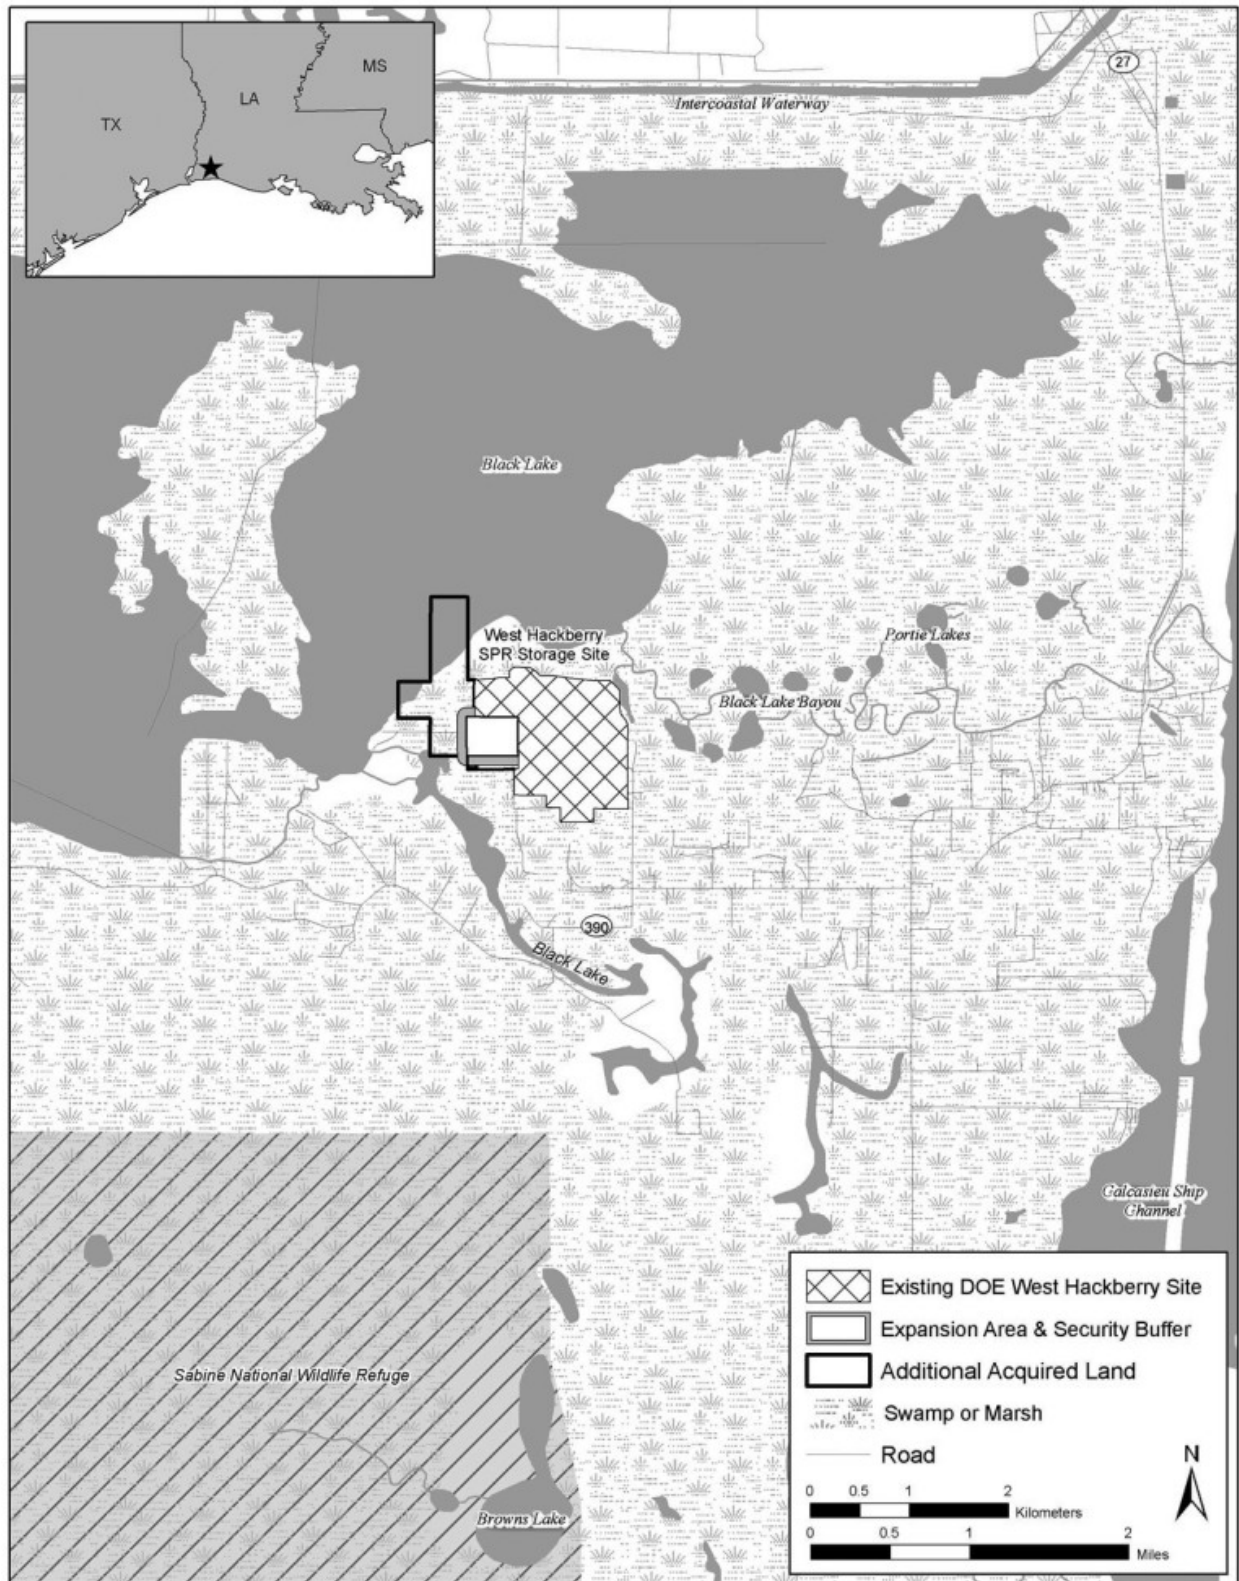 TX
LA
MS
27
Intercoastal Waterway
Black Lake
West Hackberry
SPR Storage Site
Portie Lakes
Black Lake Bayou
390
Black Lake
Calcasieu Ship
Channel
Sabine National Wildlife Refuge
Browns Lake
Existing DOE West Hackberry Site
Expansion Area & Security Buffer
Additional Acquired Land
Swamp or Marsh
Road
N
0 0.5 1 2
Kilometers
0 0.5 1 2
Miles